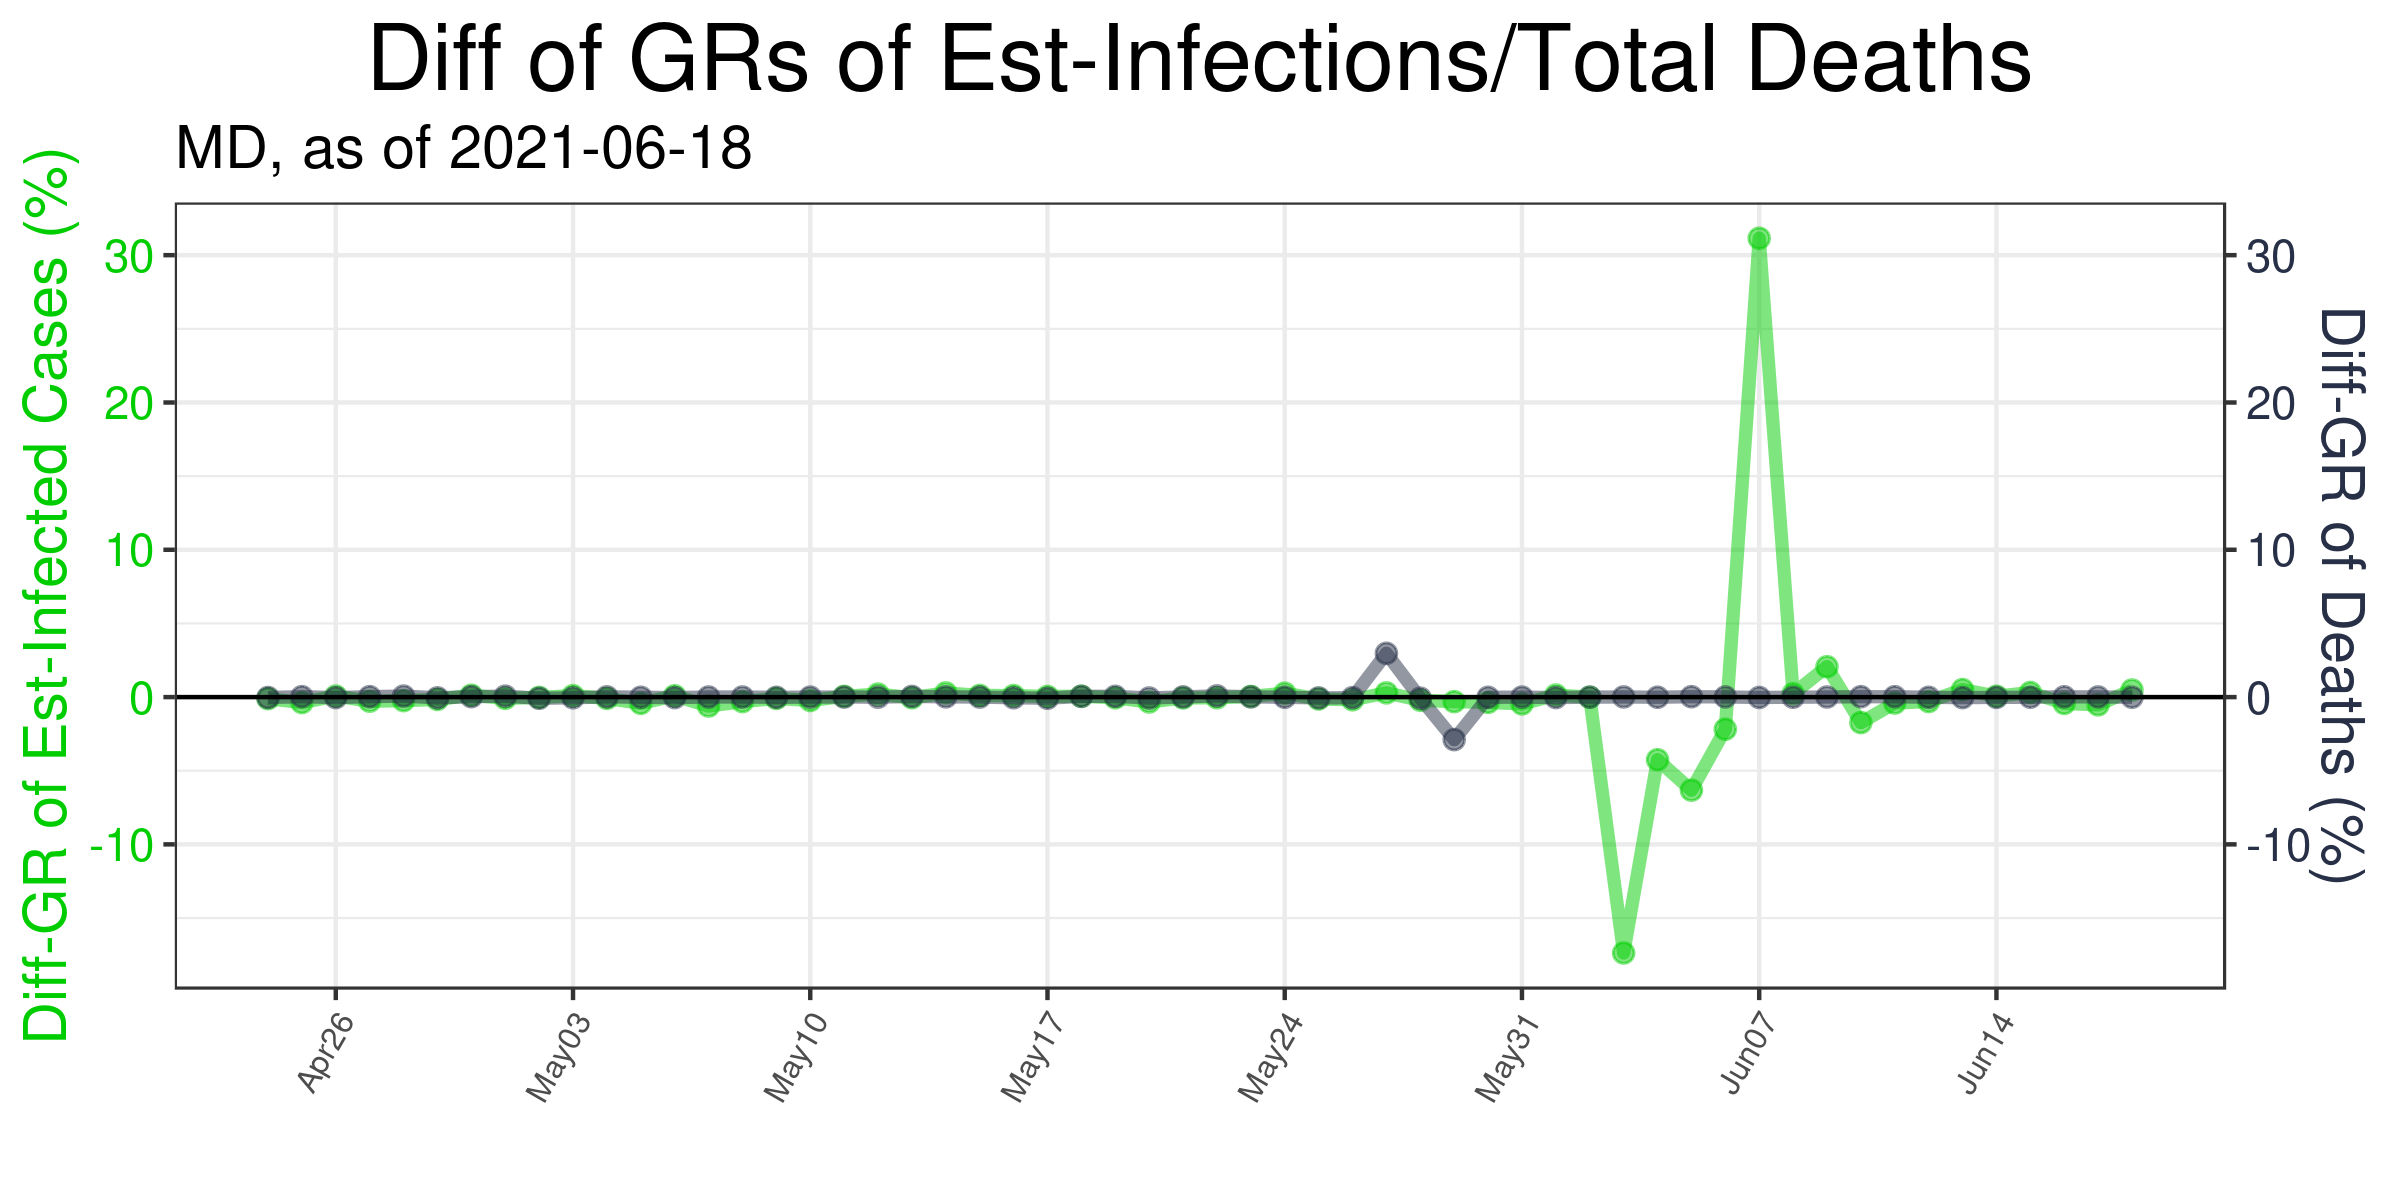 Diff of GRs of Est-Infections/Total Deaths
MD, as of 2021-06-18
Diff-GR of Est-Infected Cases (%)
30
20
10
0
-10
30
20
10
0
-10
Diff-GR of Deaths (%)
Apr26
May03
May10
May17
May24
May31
Jun07
Jun14